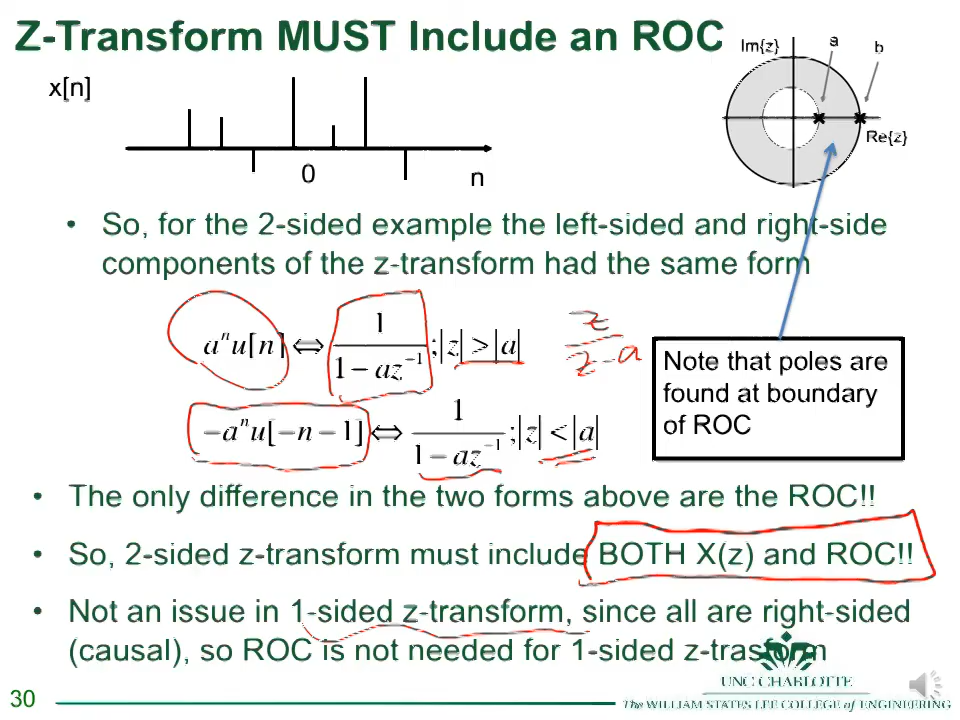 Z-Transform MUST Include an ROC
Im{z}
a
b
x[n]
Re{z}
0
n
• So, for the 2-sided example the left-sided and right-side
components of the z-transform had the same form
aⁿu[n] ⇔ 1/(1 − az⁻¹); |z| > |a|
z/(z-a)
Note that poles are
found at boundary
of ROC
−aⁿu[−n − 1] ⇔ 1/(1 − az⁻¹); |z| < |a|
• The only difference in the two forms above are the ROC!!
• So, 2-sided z-transform must include BOTH X(z) and ROC!!
• Not an issue in 1-sided z-transform, since all are right-sided
(causal), so ROC is not needed for 1-sided z-trasform
UNC CHARLOTTE
The WILLIAM STATES LEE COLLEGE of ENGINEERING
30